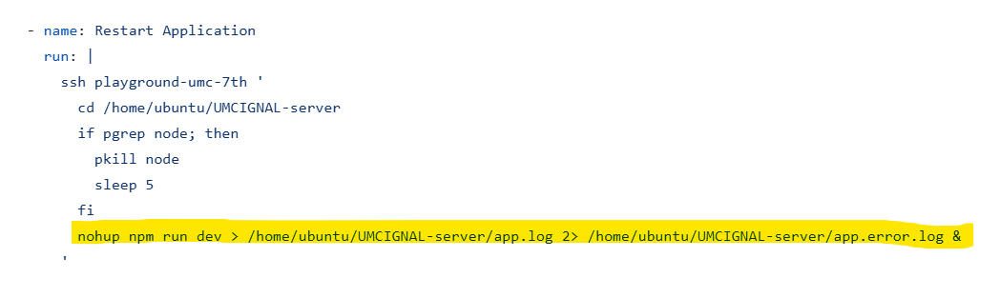 - name: Restart Application
run: |
ssh playground-umc-7th '
cd /home/ubuntu/UMCIGNAL-server
if pgrep node; then
pkill node
sleep 5
fi
nohup npm run dev > /home/ubuntu/UMCIGNAL-server/app.log 2> /home/ubuntu/UMCIGNAL-server/app.error.log &
'